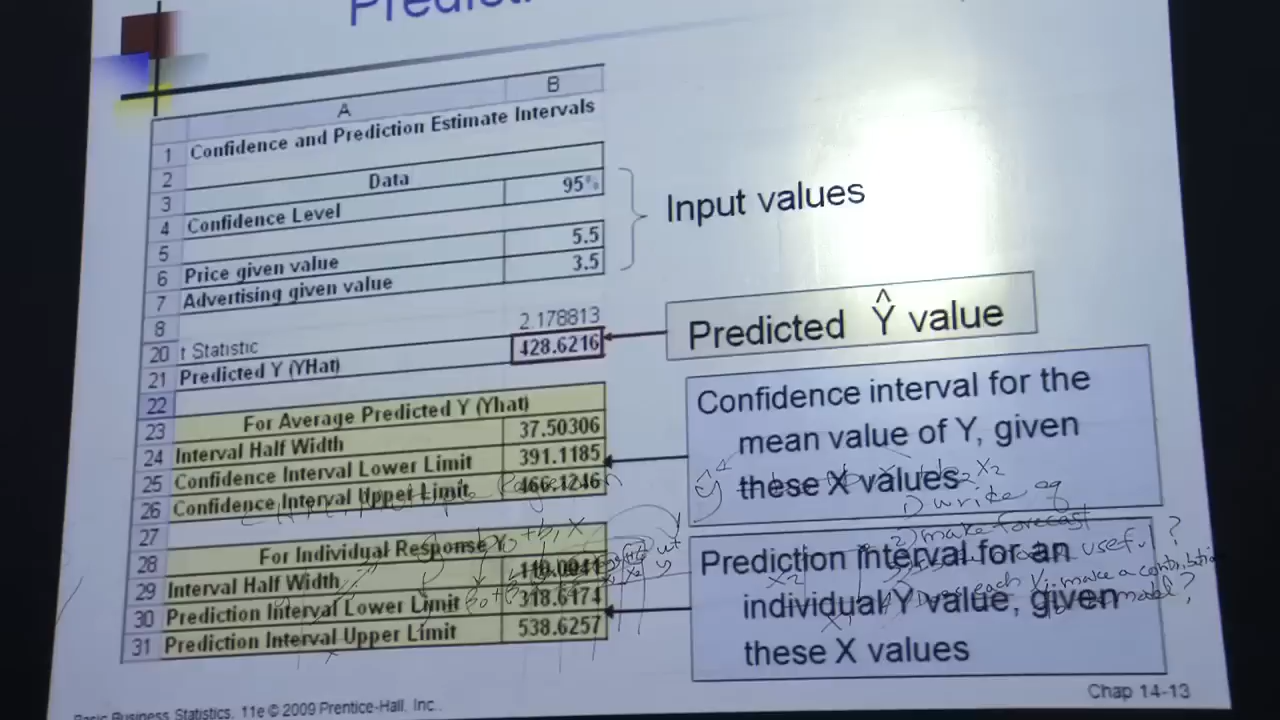 Predicti
A B
1 Confidence and Prediction Estimate Intervals
2
3 Data
4 Confidence Level 95%
5
6 Price given value 5.5
7 Advertising given value 3.5
8
20 t Statistic 2.178813
21 Predicted Y (YHat) 428.6216
22
23 For Average Predicted Y (Yhat)
24 Interval Half Width 37.50306
25 Confidence Interval Lower Limit 391.1185
26 Confidence Interval Upper Limit 466.1246
27
28 For Individual Response Y
29 Interval Half Width 110.0041
30 Prediction Interval Lower Limit 318.6174
31 Prediction Interval Upper Limit 538.6257
Input values
Predicted Ŷ value
Confidence interval for the
mean value of Y, given
these X values
Prediction interval for an
individual Y value, given
these X values
1) write eq
2) make forecast
useful?
each
make a contribution
model?
Basic Business Statistics, 11e © 2009 Prentice-Hall, Inc..
Chap 14-13